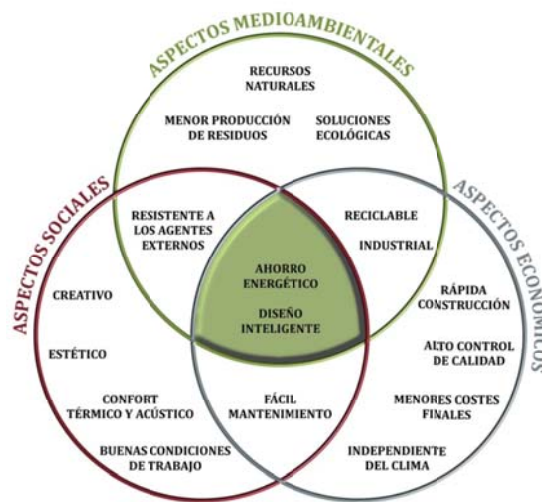 ASPECTOS MEDIOAMBIENTALES
RECURSOS
NATURALES
MENOR PRODUCCIÓN
DE RESIDUOS
SOLUCIONES
ECOLÓGICAS
ASPECTOS SOCIALES
ASPECTOS ECONÓMICOS
RESISTENTE A
LOS AGENTES
EXTERNOS
RECICLABLE
INDUSTRIAL
AHORRO
ENERGÉTICO
DISEÑO
INTELIGENTE
CREATIVO
ESTÉTICO
CONFORT
TÉRMICO Y ACÚSTICO
BUENAS CONDICIONES
DE TRABAJO
FÁCIL
MANTENIMIENTO
RÁPIDA
CONSTRUCCIÓN
ALTO CONTROL
DE CALIDAD
MENORES COSTES
FINALES
INDEPENDIENTE
DEL CLIMA